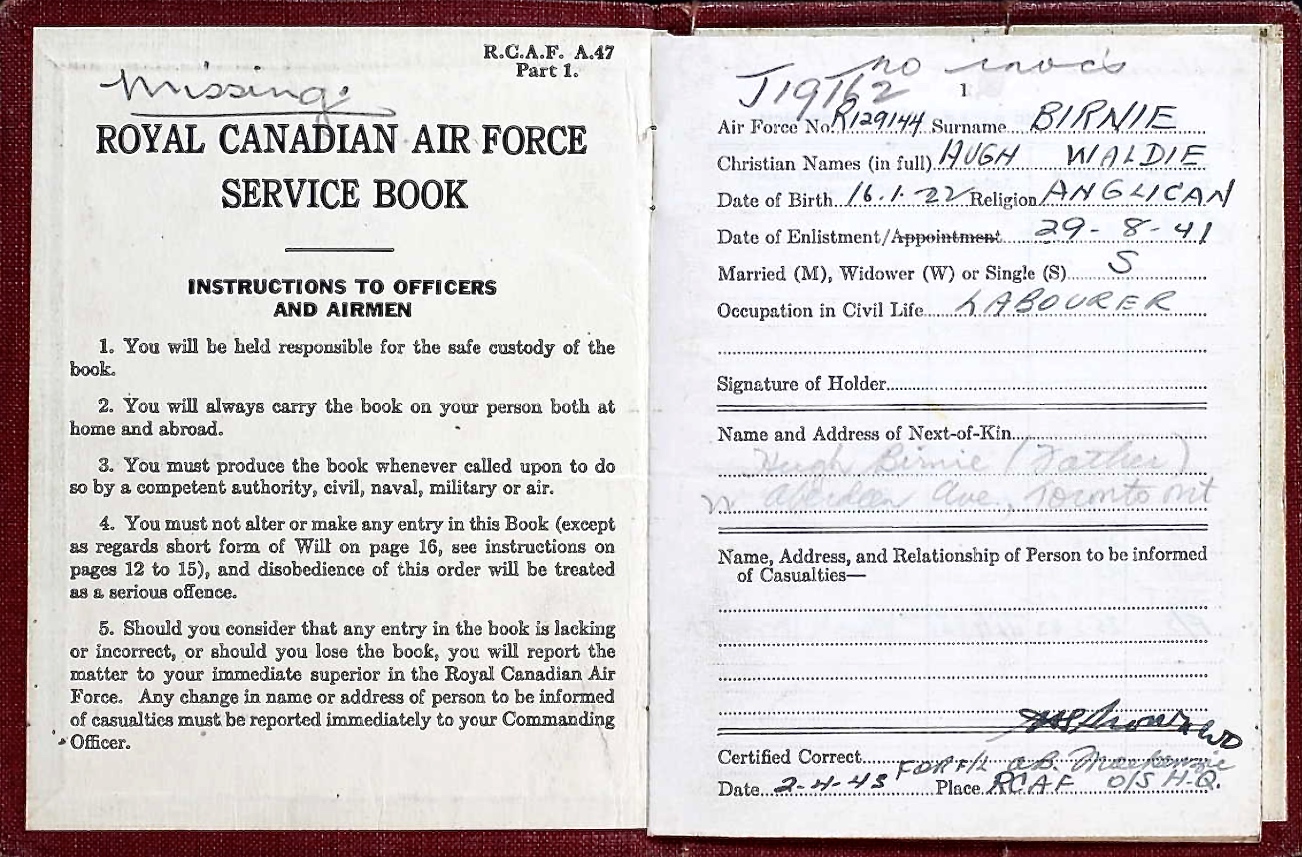 R.C.A.F. A.47
Part 1.
Missing.
ROYAL CANADIAN AIR FORCE
SERVICE BOOK
INSTRUCTIONS TO OFFICERS
AND AIRMEN
1. You will be held responsible for the safe custody of the
book.
2. You will always carry the book on your person both at
home and abroad.
3. You must produce the book whenever called upon to do
so by a competent authority, civil, naval, military or air.
4. You must not alter or make any entry in this Book (except
as regards short form of Will on page 16, see instructions on
pages 12 to 15), and disobedience of this order will be treated
as a serious offence.
5. Should you consider that any entry in the book is lacking
or incorrect, or should you lose the book, you will report the
matter to your immediate superior in the Royal Canadian Air
Force. Any change in name or address of person to be informed
of casualties must be reported immediately to your Commanding
Officer.
no
J19762
1
Air Force No. R129144 Surname BIRNIE
Christian Names (in full) HUGH WALDIE
Date of Birth 16.1.22 Religion ANGLICAN
Date of Enlistment/Appointment 29-8-41
Married (M), Widower (W) or Single (S) S
Occupation in Civil Life LABOURER
Signature of Holder
Name and Address of Next-of-Kin
Hugh Birnie (Father)
Aberdeen Ave, Toronto Ont
Name, Address, and Relationship of Person to be informed
of Casualties—
Certified Correct FOR F/L A.B. Mackenzie
Date 2-4-43 Place RCAF O/S H-Q.